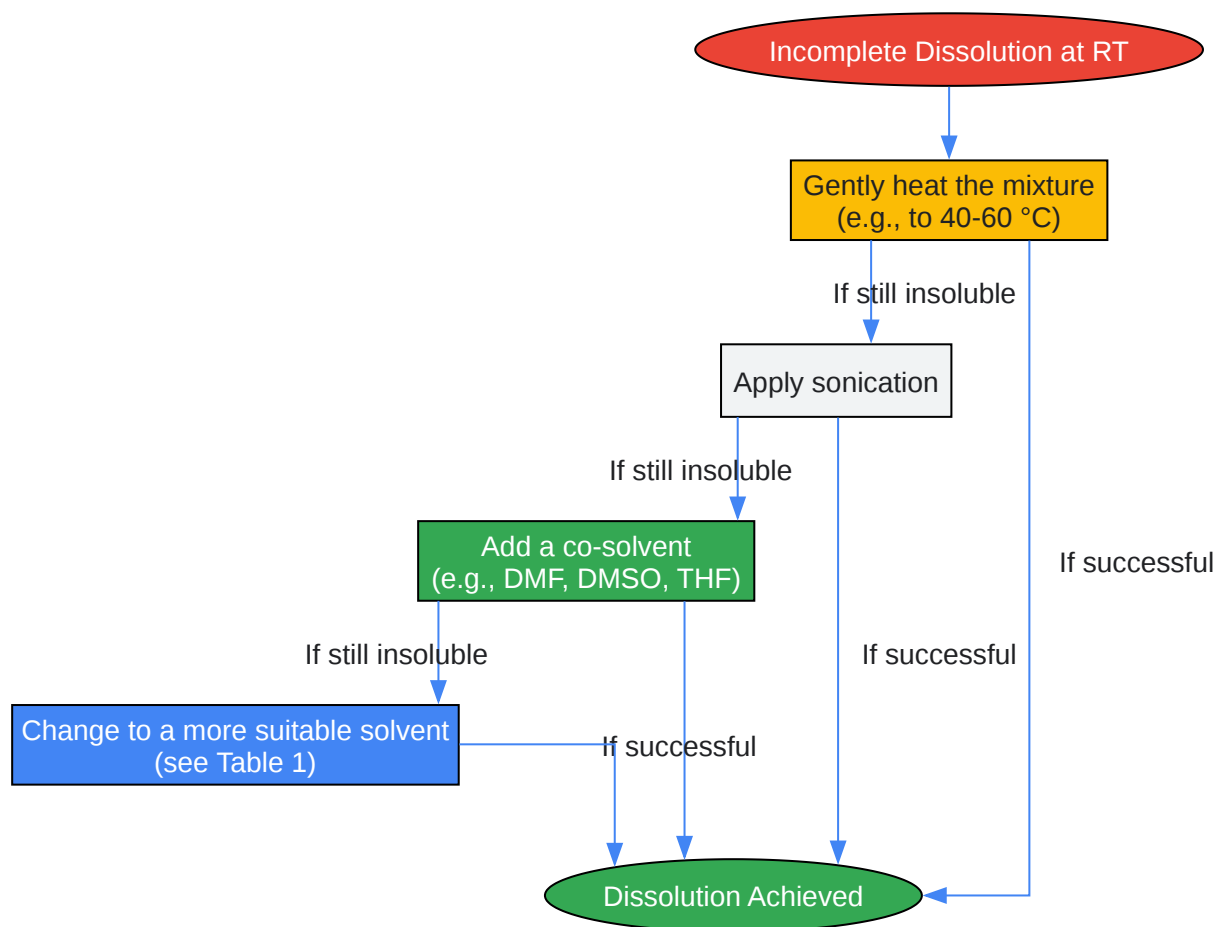 Incomplete Dissolution at RT
Gently heat the mixture
(e.g., to 40-60 °C)
If still insoluble
Apply sonication
If still insoluble
Add a co-solvent
(e.g., DMF, DMSO, THF)
If successful
If still insoluble
If successful
Change to a more suitable solvent
(see Table 1)
If successful
Dissolution Achieved